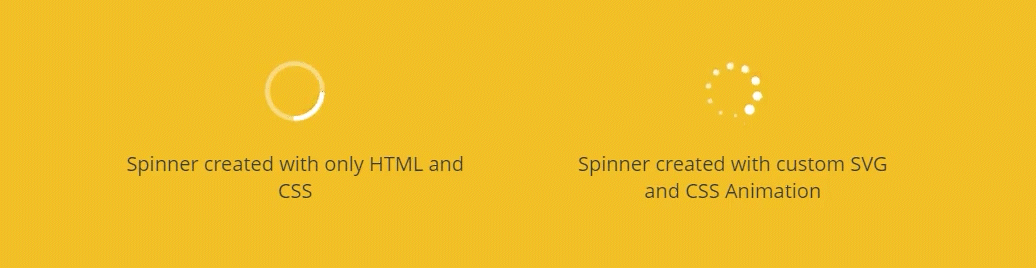 Spinner created with only HTML and
CSS
Spinner created with custom SVG
and CSS Animation